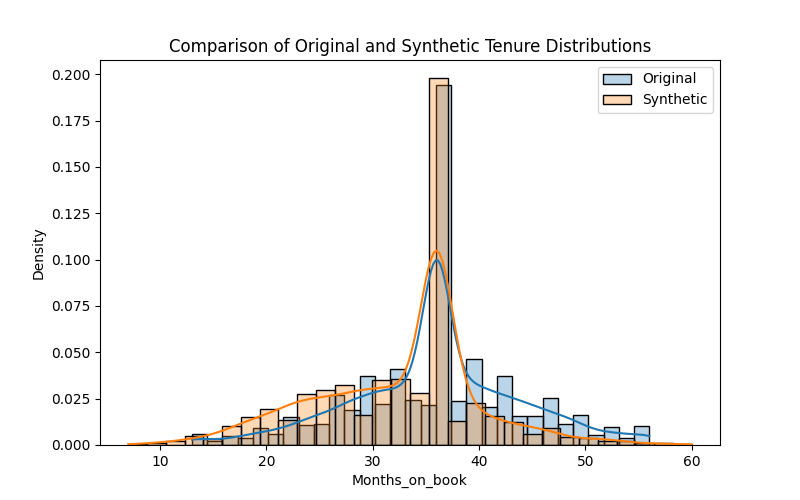 Comparison of Original and Synthetic Tenure Distributions
Original
Synthetic
0.200
0.175
0.150
0.125
0.100
0.075
0.050
0.025
0.000
Density
10 20 30 40 50 60
Months_on_book